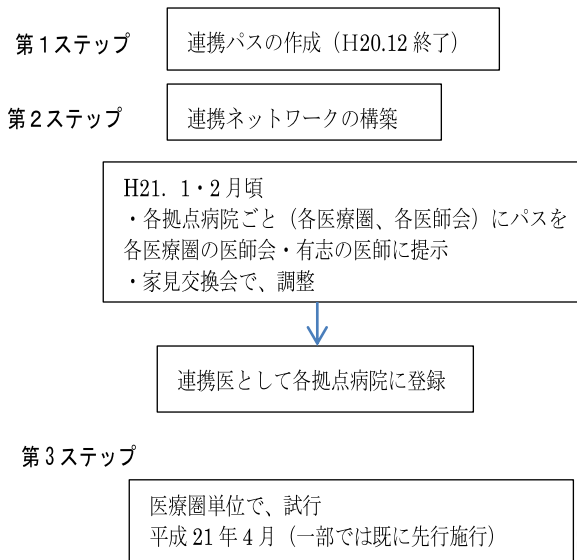 第1ステップ
連携パスの作成（H20.12 終了）
第2ステップ
連携ネットワークの構築
H21. 1・2月頃
・各拠点病院ごと（各医療圏、各医師会）にパスを
各医療圏の医師会・有志の医師に提示
・家見交換会で、調整
連携医として各拠点病院に登録
第3ステップ
医療圏単位で、試行
平成21年4月（一部では既に先行施行）